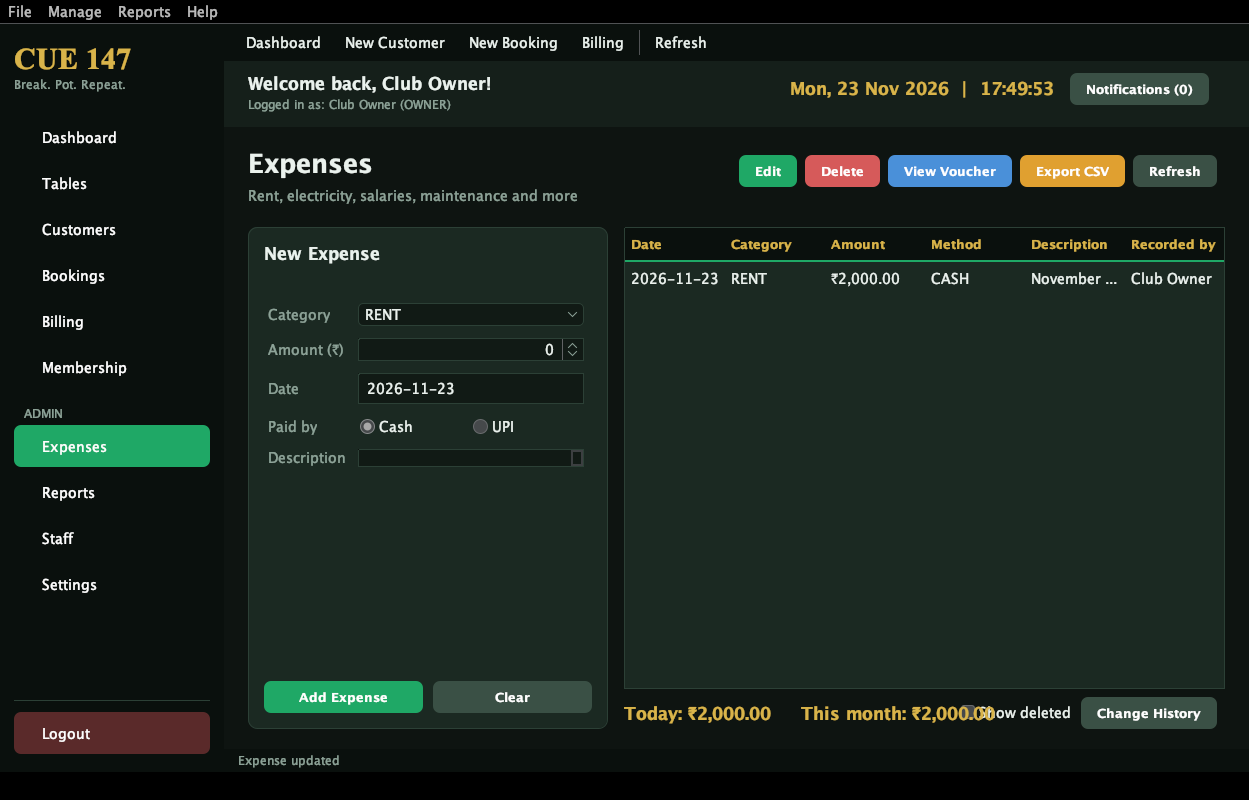 File Manage Reports Help
CUE 147
Break. Pot. Repeat.
Dashboard New Customer New Booking Billing Refresh
Welcome back, Club Owner!
Logged in as: Club Owner (OWNER)
Mon, 23 Nov 2026 | 17:49:53
Notifications (0)
Dashboard
Tables
Customers
Bookings
Billing
Membership
ADMIN
Expenses
Reports
Staff
Settings
Logout
Expenses
Rent, electricity, salaries, maintenance and more
Edit Delete View Voucher Export CSV Refresh
New Expense
Category RENT
Amount (₹) 0
Date 2026-11-23
Paid by Cash UPI
Description
Add Expense Clear
Date Category Amount Method Description Recorded by
2026-11-23 RENT ₹2,000.00 CASH November ... Club Owner
Today: ₹2,000.00 This month: ₹2,000.00 Show deleted Change History
Expense updated